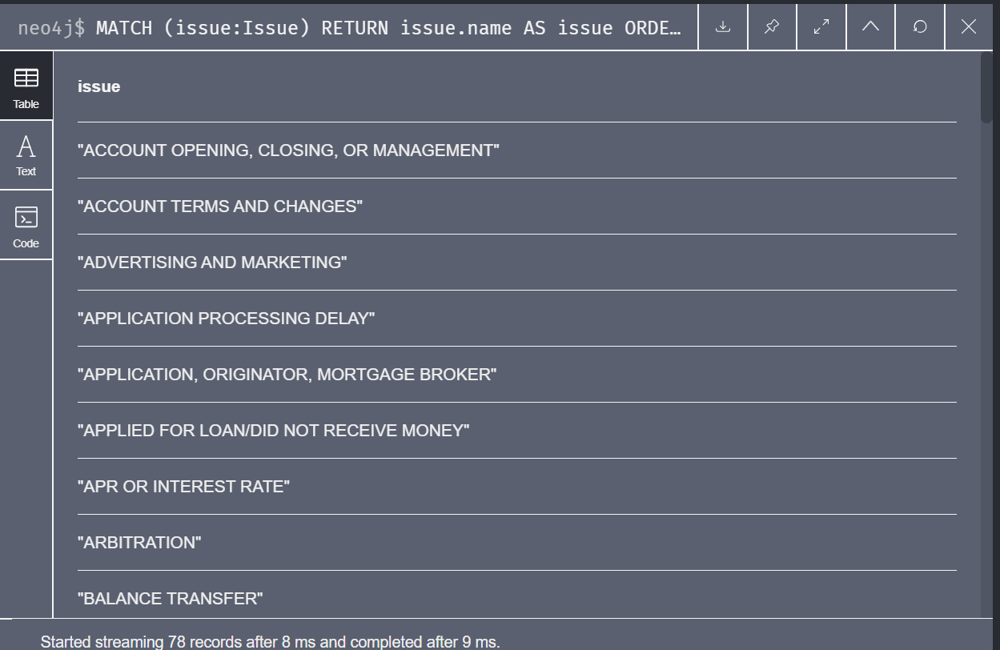 neo4j$ MATCH (issue:Issue) RETURN issue.name AS issue ORDE…
Table
Text
Code
issue
"ACCOUNT OPENING, CLOSING, OR MANAGEMENT"
"ACCOUNT TERMS AND CHANGES"
"ADVERTISING AND MARKETING"
"APPLICATION PROCESSING DELAY"
"APPLICATION, ORIGINATOR, MORTGAGE BROKER"
"APPLIED FOR LOAN/DID NOT RECEIVE MONEY"
"APR OR INTEREST RATE"
"ARBITRATION"
"BALANCE TRANSFER"
Started streaming 78 records after 8 ms and completed after 9 ms.